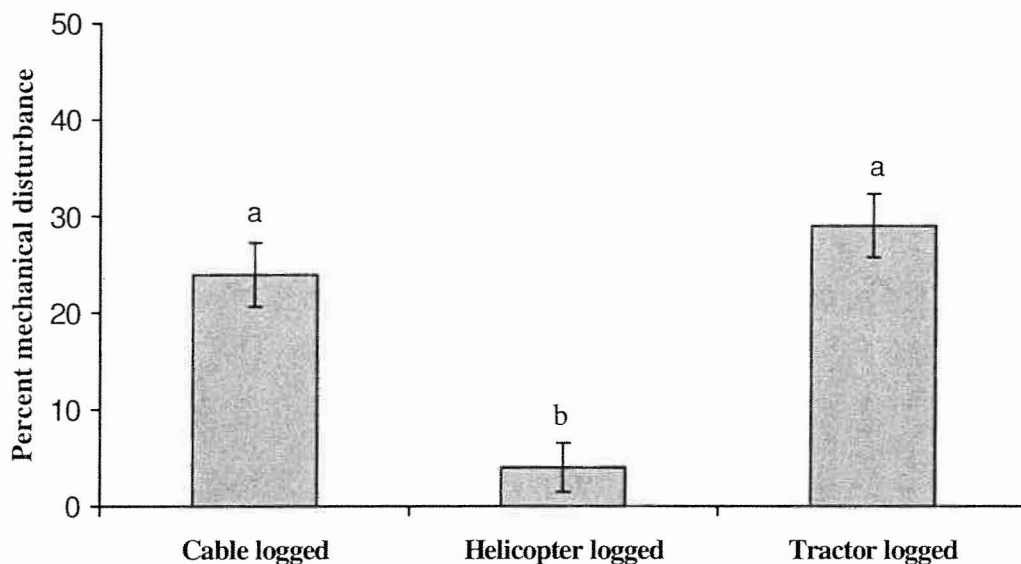 Percent mechanical disturbance
50
40
30
20
10
0
a
b
a
Cable logged
Helicopter logged
Tractor logged